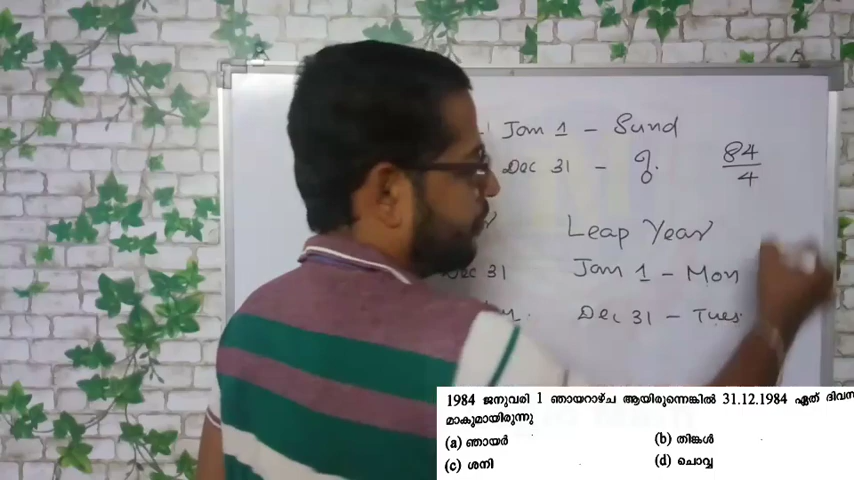 Jan 1 - Sund
Dec 31 - ?.
84
4
Leap Year
Dec 31
Jan 1 - Mon
Dec 31 - Tues.
1984 ജനുവരി 1 ഞായറാഴ്ച ആയിരുന്നെങ്കിൽ 31.12.1984 ഏത് ദിവസ
മാകുമായിരുന്നു
(a) ഞായർ
(b) തിങ്കൾ
(c) ശനി
(d) ചൊവ്വ